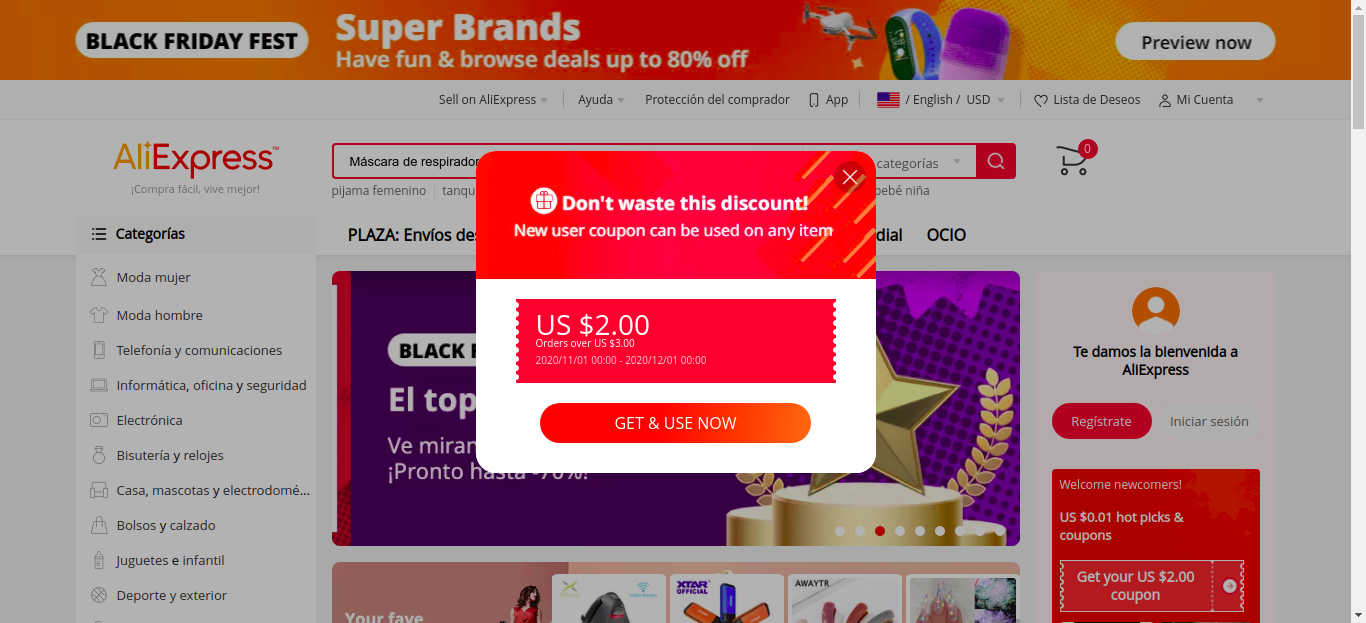 BLACK FRIDAY FEST
Super Brands
Have fun & browse deals up to 80% off
Preview now
Sell on AliExpress
Ayuda
Protección del comprador
App
/ English / USD
Lista de Deseos
Mi Cuenta
AliExpress™
¡Compra fácil, vive mejor!
Máscara de respirador
categorías
0
pijama femenino
tanqu
bebé niña
Categorías
PLAZA: Envíos des
dial
OCIO
Don't waste this discount!
New user coupon can be used on any item
US $2.00
Orders over US $3.00
2020/11/01 00:00 - 2020/12/01 00:00
GET & USE NOW
Moda mujer
Moda hombre
Telefonía y comunicaciones
Informática, oficina y seguridad
Electrónica
Bisutería y relojes
Casa, mascotas y electrodomé...
Bolsos y calzado
Juguetes e infantil
Deporte y exterior
BLACK F
El top
Ve miran
¡Pronto hasta -70%!
Te damos la bienvenida a
AliExpress
Regístrate
Iniciar sesión
Welcome newcomers!
US $0.01 hot picks &
coupons
Get your US $2.00
coupon
Your fave
XTAR
OFFICIAL
AWAYTR